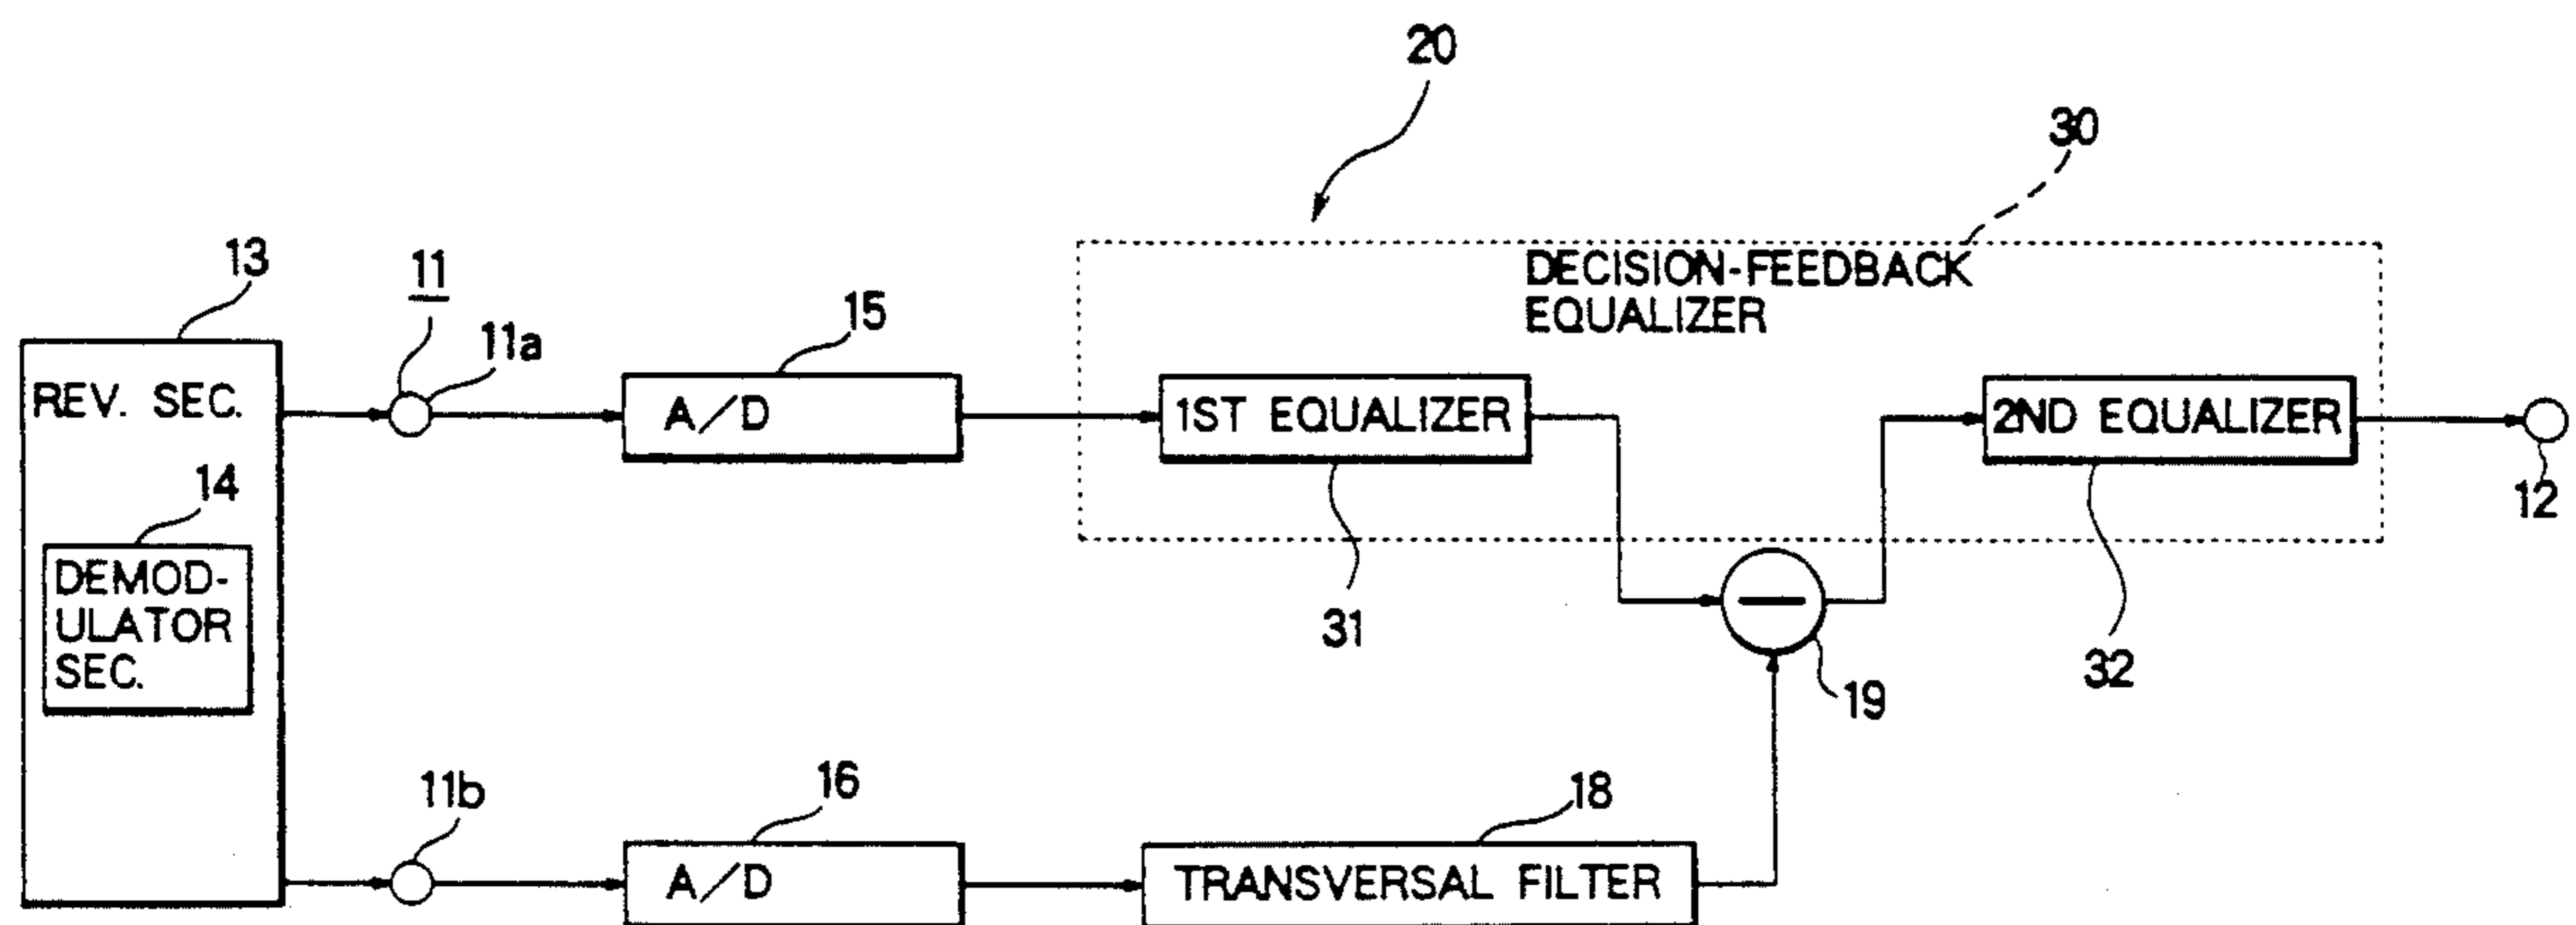 20
30
13
11
11a
15
DECISION-FEEDBACK
EQUALIZER
REV. SEC.
A/D
1ST EQUALIZER
2ND EQUALIZER
12
14
DEMOD-
ULATOR
SEC.
31
19
32
11b
16
18
A/D
TRANSVERSAL FILTER